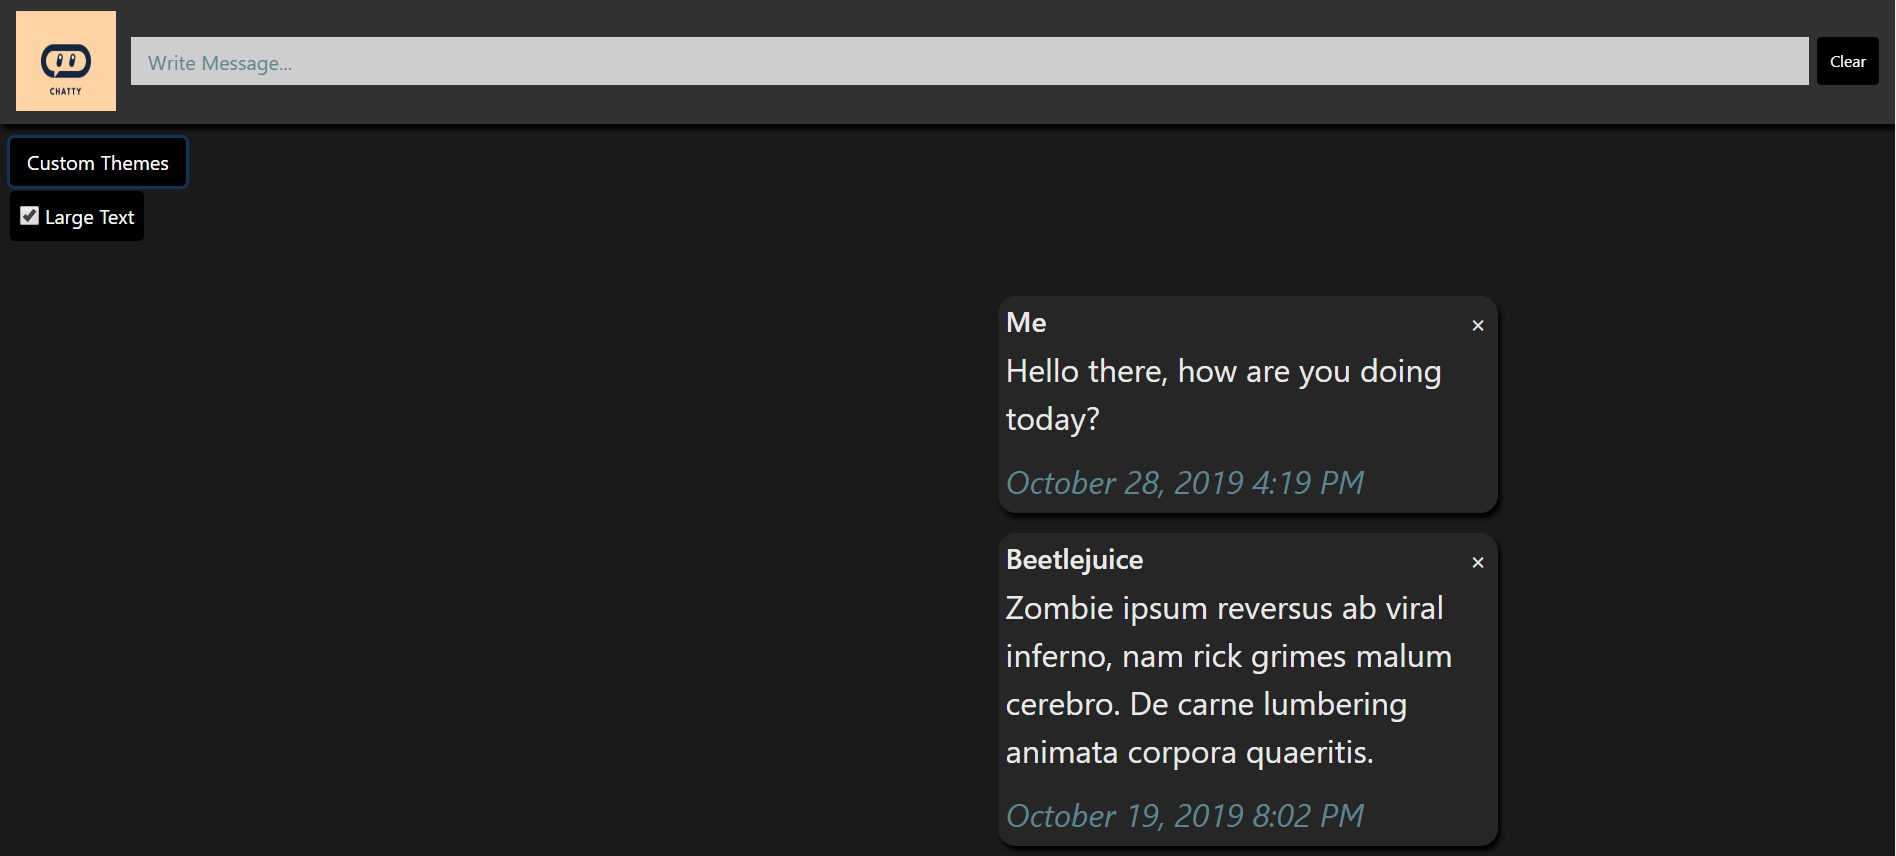 CHATTY
Write Message...
Clear
Custom Themes
Large Text
Me
×
Hello there, how are you doing
today?
October 28, 2019 4:19 PM
Beetlejuice
×
Zombie ipsum reversus ab viral
inferno, nam rick grimes malum
cerebro. De carne lumbering
animata corpora quaeritis.
October 19, 2019 8:02 PM